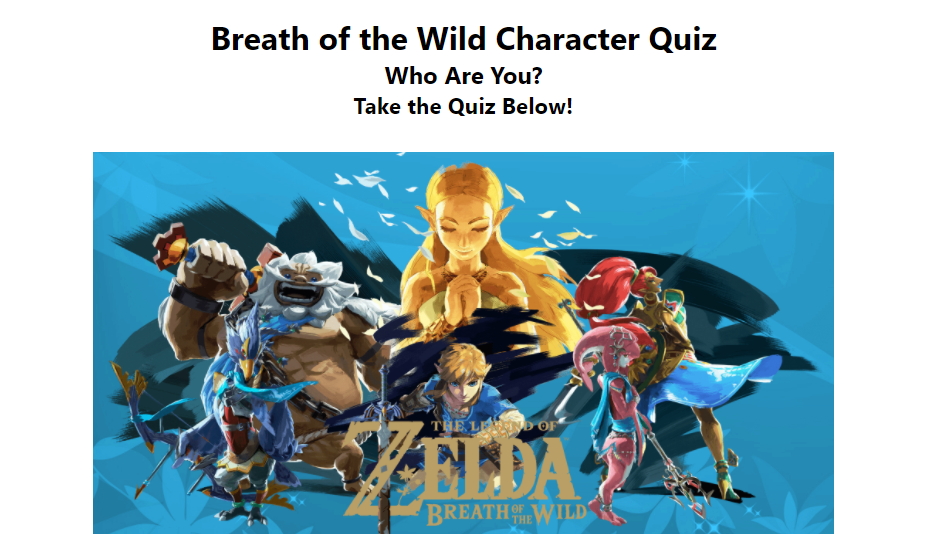 Breath of the Wild Character Quiz
Who Are You?
Take the Quiz Below!
THE LEGEND OF
ZELDA
BREATH OF THE WILD